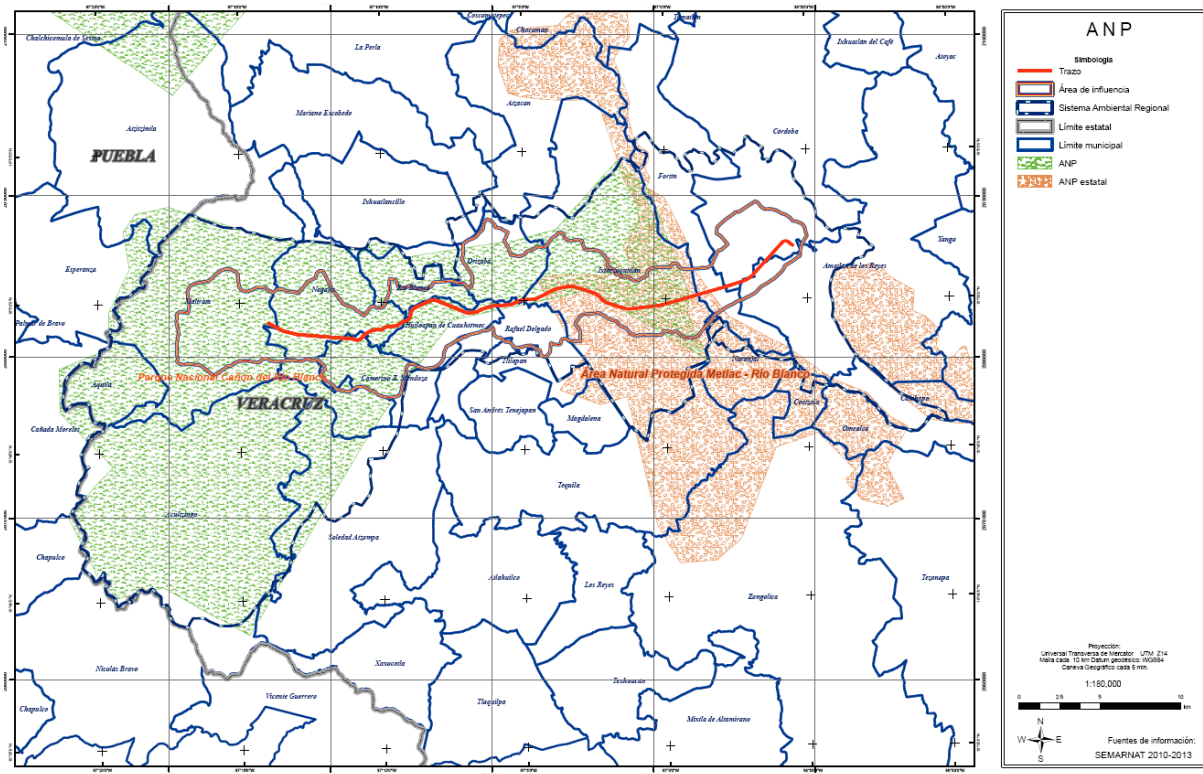 Coscomatepec
Tomatlán
Chalchicomula de Sesma
Chocamán
La Perla
Ixhuatlán del Café
Atoyac
Mariano Escobedo
Atzacan
Atzizintla
Córdoba
PUEBLA
Fortín
Ixhuatlancillo
Yanga
Orizaba
Esperanza
Ixtaczoquitlán
Amatlán de los Reyes
Nogales
Río Blanco
Maltrata
Palmar de Bravo
Huiloapan de Cuauhtémoc
Rafael Delgado
Tlilapan
Naranjal
Aquila
Parque Nacional Cañón del Río Blanco
Camerino Z. Mendoza
Área Natural Protegida Metlac - Río Blanco
VERACRUZ
Coetzala
Cuichapa
San Andrés Tenejapan
Magdalena
Cañada Morelos
Omealca
Tequila
Acultzingo
Soledad Atzompa
Chapulco
Atlahuilco
Los Reyes
Tezonapa
Zongolica
Nicolás Bravo
Xoxocotla
Texhuacán
Vicente Guerrero
Tlaquilpa
Chapulco
Mixtla de Altamirano
ANP
Simbología
Trazo
Área de influencia
Sistema Ambiental Regional
Límite estatal
Límite municipal
ANP
ANP estatal
Proyección:
Universal Transversa de Mercator UTM Z14
Malla cada 10 km Datum geodésico: WGS84
Caneva Geográfico cada 5 min.
1:180,000
0 2.5 5 10
km
N
W E
S
Fuentes de información:
SEMARNAT 2010-2013